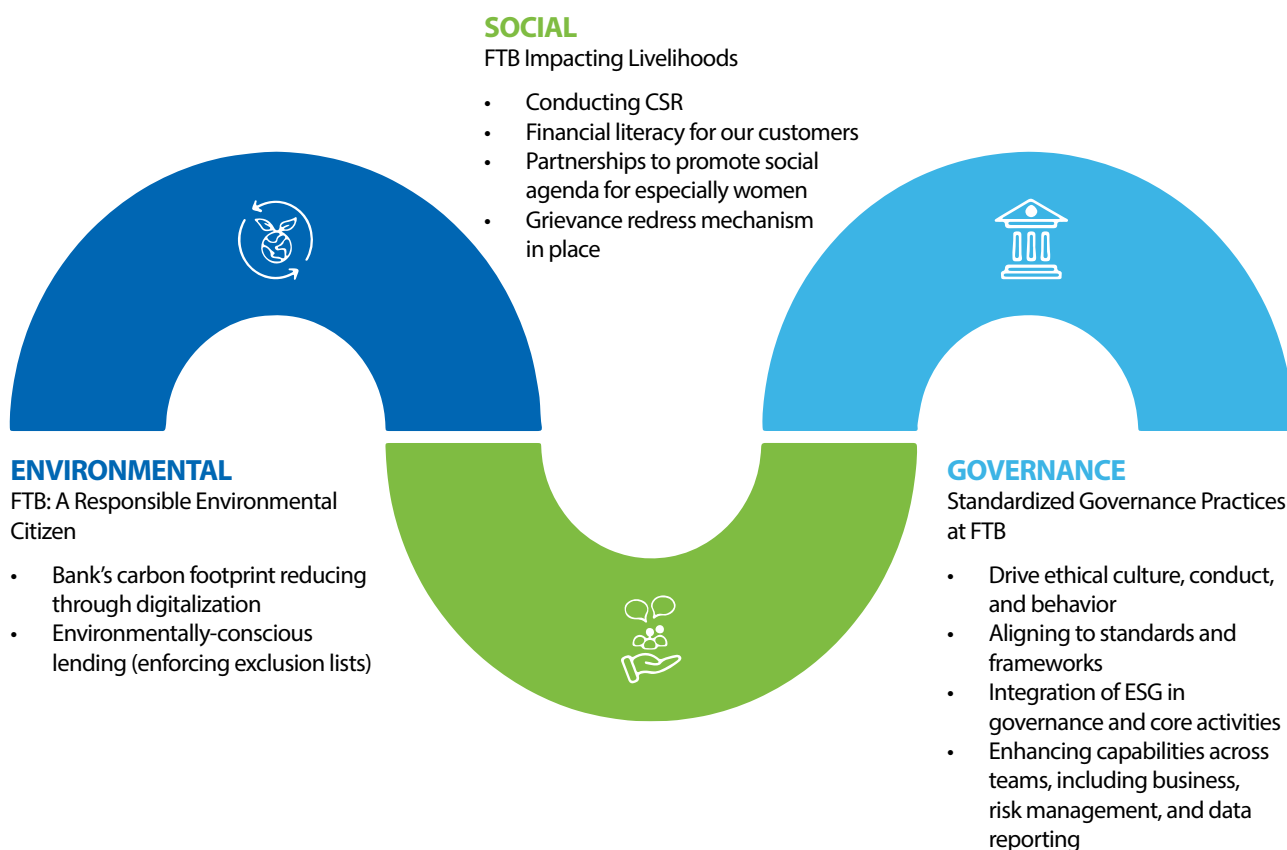 SOCIAL
FTB Impacting Livelihoods
• Conducting CSR
• Financial literacy for our customers
• Partnerships to promote social
agenda for especially women
• Grievance redress mechanism
in place
ENVIRONMENTAL
FTB: A Responsible Environmental
Citizen
• Bank's carbon footprint reducing
through digitalization
• Environmentally-conscious
lending (enforcing exclusion lists)
GOVERNANCE
Standardized Governance Practices
at FTB
• Drive ethical culture, conduct,
and behavior
• Aligning to standards and
frameworks
• Integration of ESG in
governance and core activities
• Enhancing capabilities across
teams, including business,
risk management, and data
reporting